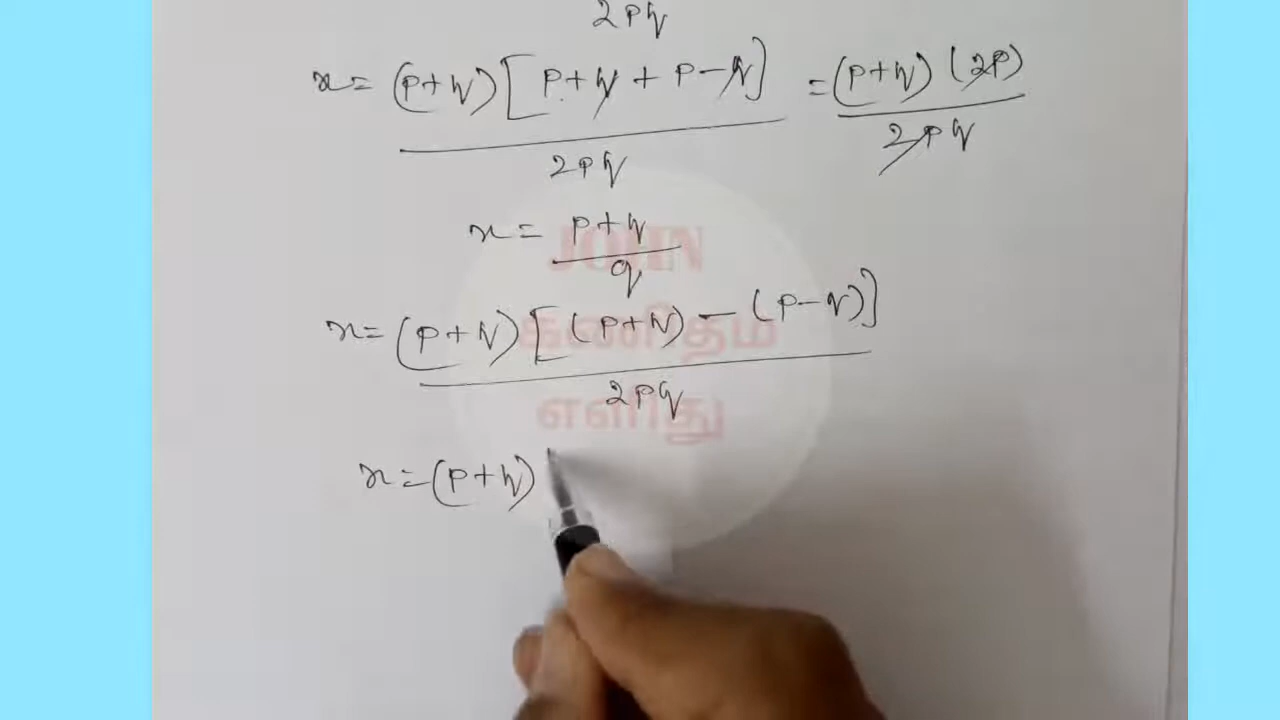 2pq
x = (p+q) [p+q + p-q] = (p+q) (2p)
2pq 2pq
x = p+q
q
x = (p+q) [(p+q) - (p-q)]
2pq
x = (p+q)
JOHN
கணிதம்
எளிது